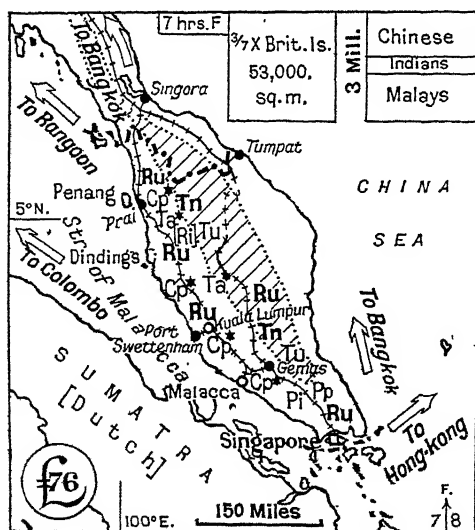 7 hrs. F
3/7 X Brit. Is.
53,000.
sq. m.
3 Mill.
Chinese
Indians
Malays
To Bangkok
Singora
To Rangoon
Tumpat
CHINA
SEA
Penang
Prai
5° N.
Ru
Cp
Tn
Ta
[Ri]
Tu
Dindings
Str. of Malacca
To Colombo
Ru
Cp
Ta
Ru
Ru
Kuala Lumpur
Port
Swettenham
Cp
Tn
Gemas
Tu
Malacca
Cp
Pi
Pp
Ru
To Bangkok
SUMATRA
[Dutch]
Singapore
To
Hong-kong
£76
100° E.
150 Miles
F.
7 8